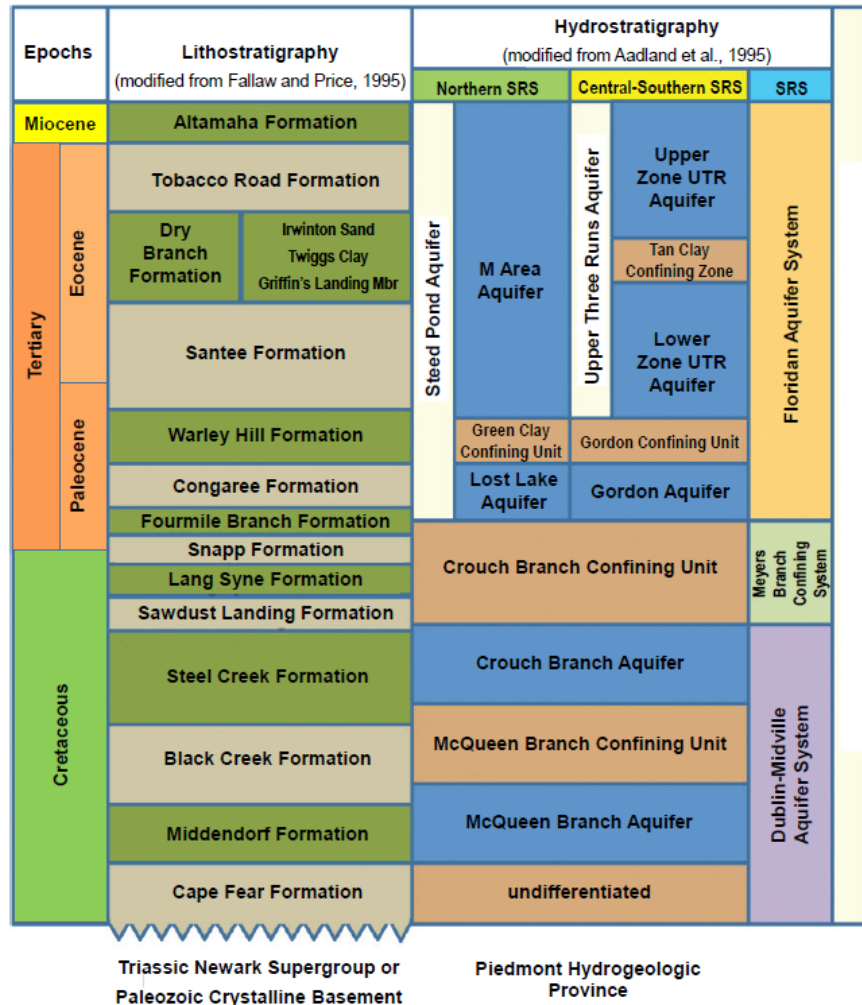 Epochs
Lithostratigraphy
(modified from Fallaw and Price, 1995)
Hydrostratigraphy
(modified from Aadland et al., 1995)
Northern SRS
Central-Southern SRS
SRS
Miocene
Tertiary
Eocene
Paleocene
Cretaceous
Altamaha Formation
Tobacco Road Formation
Dry
Branch
Formation
Irwinton Sand
Twiggs Clay
Griffin's Landing Mbr
Santee Formation
Warley Hill Formation
Congaree Formation
Fourmile Branch Formation
Snapp Formation
Lang Syne Formation
Sawdust Landing Formation
Steel Creek Formation
Black Creek Formation
Middendorf Formation
Cape Fear Formation
Steed Pond Aquifer
M Area
Aquifer
Green Clay
Confining Unit
Lost Lake
Aquifer
Upper Three Runs Aquifer
Upper
Zone UTR
Aquifer
Tan Clay
Confining Zone
Lower
Zone UTR
Aquifer
Gordon Confining Unit
Gordon Aquifer
Crouch Branch Confining Unit
Crouch Branch Aquifer
McQueen Branch Confining Unit
McQueen Branch Aquifer
undifferentiated
Floridan Aquifer System
Meyers
Branch
Confining
System
Dublin-Midville
Aquifer System
Triassic Newark Supergroup or
Paleozoic Crystalline Basement
Piedmont Hydrogeologic
Province